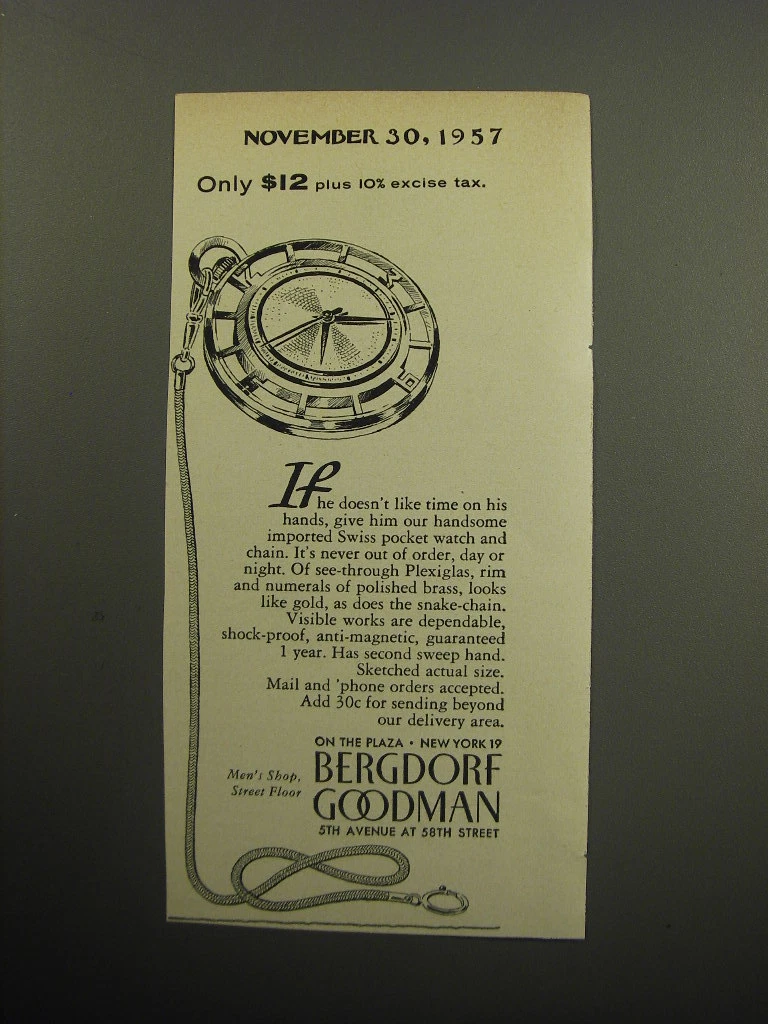 NOVEMBER 30, 1957
Only $12 plus 10% excise tax.
If he doesn't like time on his
hands, give him our handsome
imported Swiss pocket watch and
chain. It's never out of order, day or
night. Of see-through Plexiglas, rim
and numerals of polished brass, looks
like gold, as does the snake-chain.
Visible works are dependable,
shock-proof, anti-magnetic, guaranteed
1 year. Has second sweep hand.
Sketched actual size.
Mail and 'phone orders accepted.
Add 30c for sending beyond
our delivery area.
ON THE PLAZA • NEW YORK 19
Men's Shop,
Street Floor
BERGDORF
GOODMAN
5TH AVENUE AT 58TH STREET